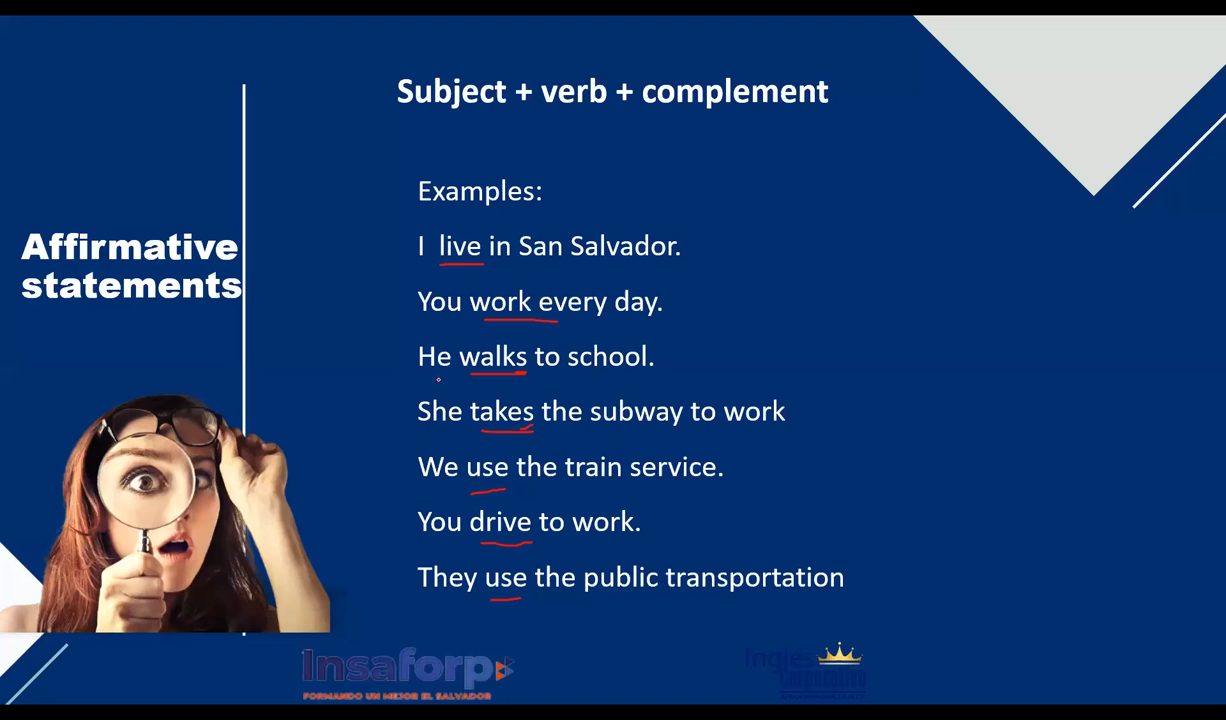 Subject + verb + complement
Affirmative
statements
Examples:
I live in San Salvador.
You work every day.
He walks to school.
She takes the subway to work
We use the train service.
You drive to work.
They use the public transportation
Insaforp
FORMANDO UN MEJOR EL SALVADOR
Inglés
Corporativo